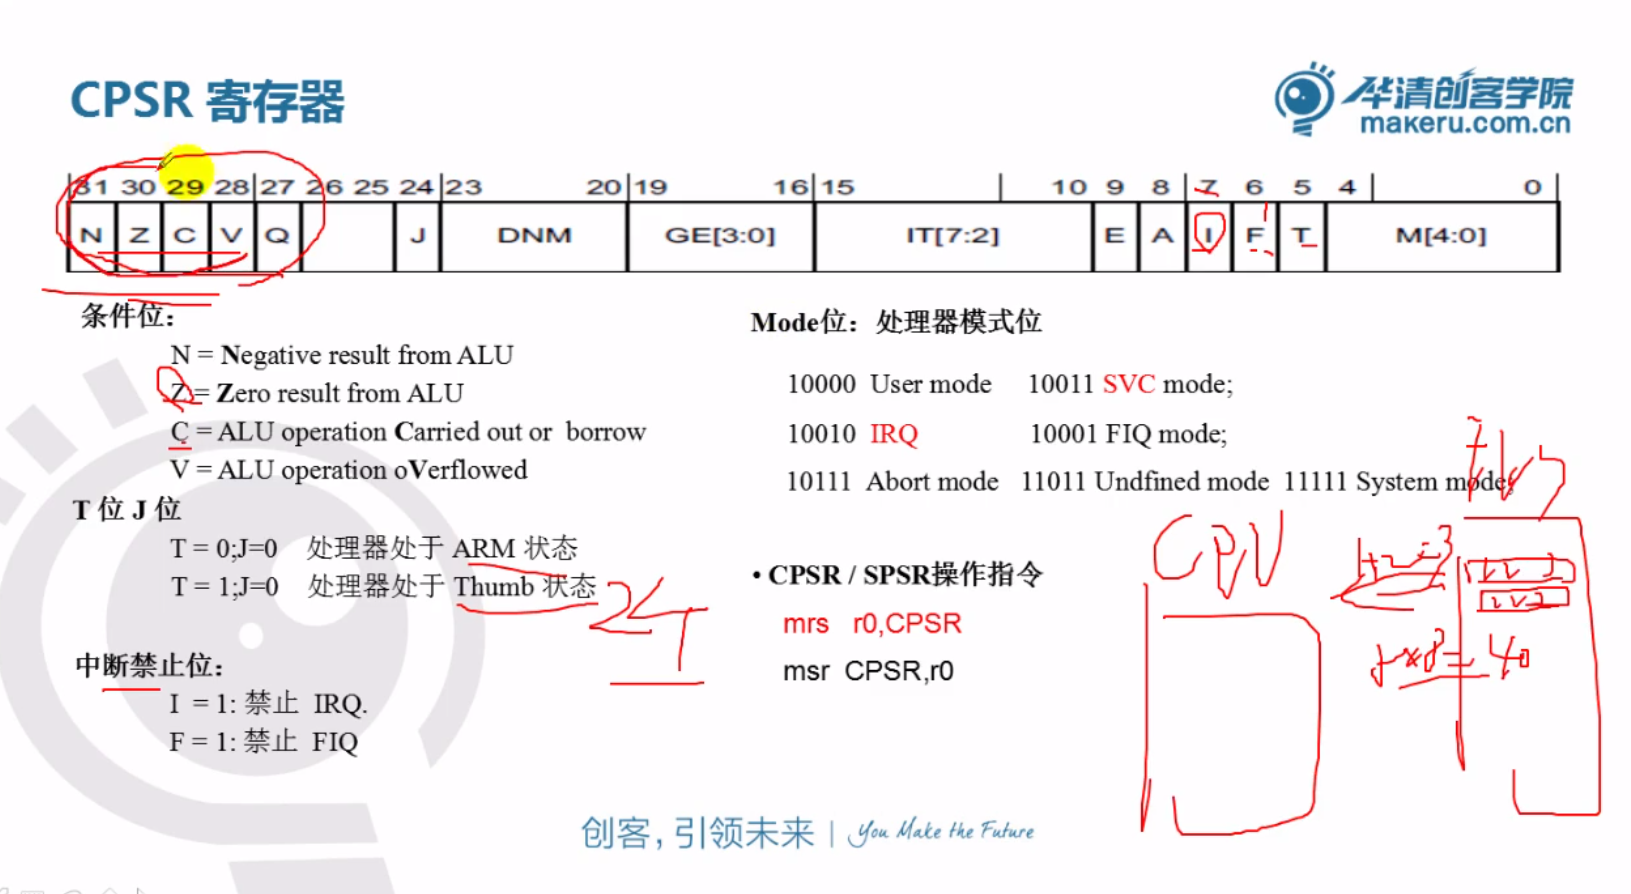 CPSR 寄存器
华清创客学院
makeru.com.cn
31 30 29 28 27 26 25 24 23 20 19 16 15 10 9 8 7 6 5 4 0
N Z C V Q J DNM GE[3:0] IT[7:2] E A I F T M[4:0]
条件位：
N = Negative result from ALU
Z = Zero result from ALU
C = ALU operation Carried out or borrow
V = ALU operation oVerflowed
T 位 J 位
T = 0;J=0 处理器处于 ARM 状态
T = 1;J=0 处理器处于 Thumb 状态
中断禁止位：
I = 1: 禁止 IRQ.
F = 1: 禁止 FIQ
Mode位：处理器模式位
10000 User mode 10011 SVC mode;
10010 IRQ 10001 FIQ mode;
10111 Abort mode 11011 Undfined mode 11111 System mode;
• CPSR / SPSR操作指令
mrs r0,CPSR
msr CPSR,r0
CPU
1+2=3
创客，引领未来 | You Make the Future